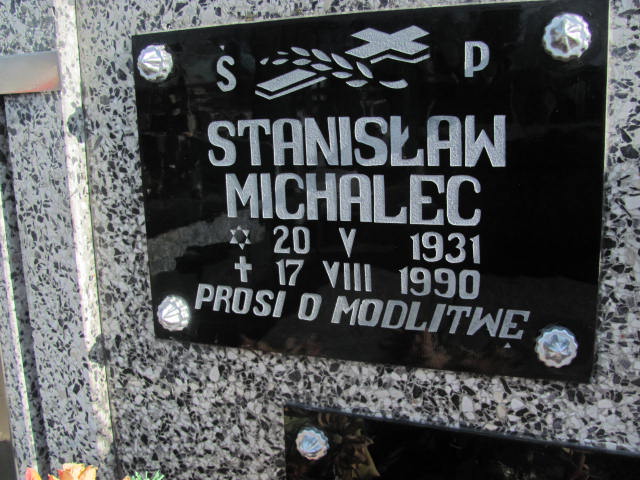 Ś P
STANISŁAW
MICHALEC
✡ 20 V 1931
✝ 17 VIII 1990
PROSI O MODLITWĘ